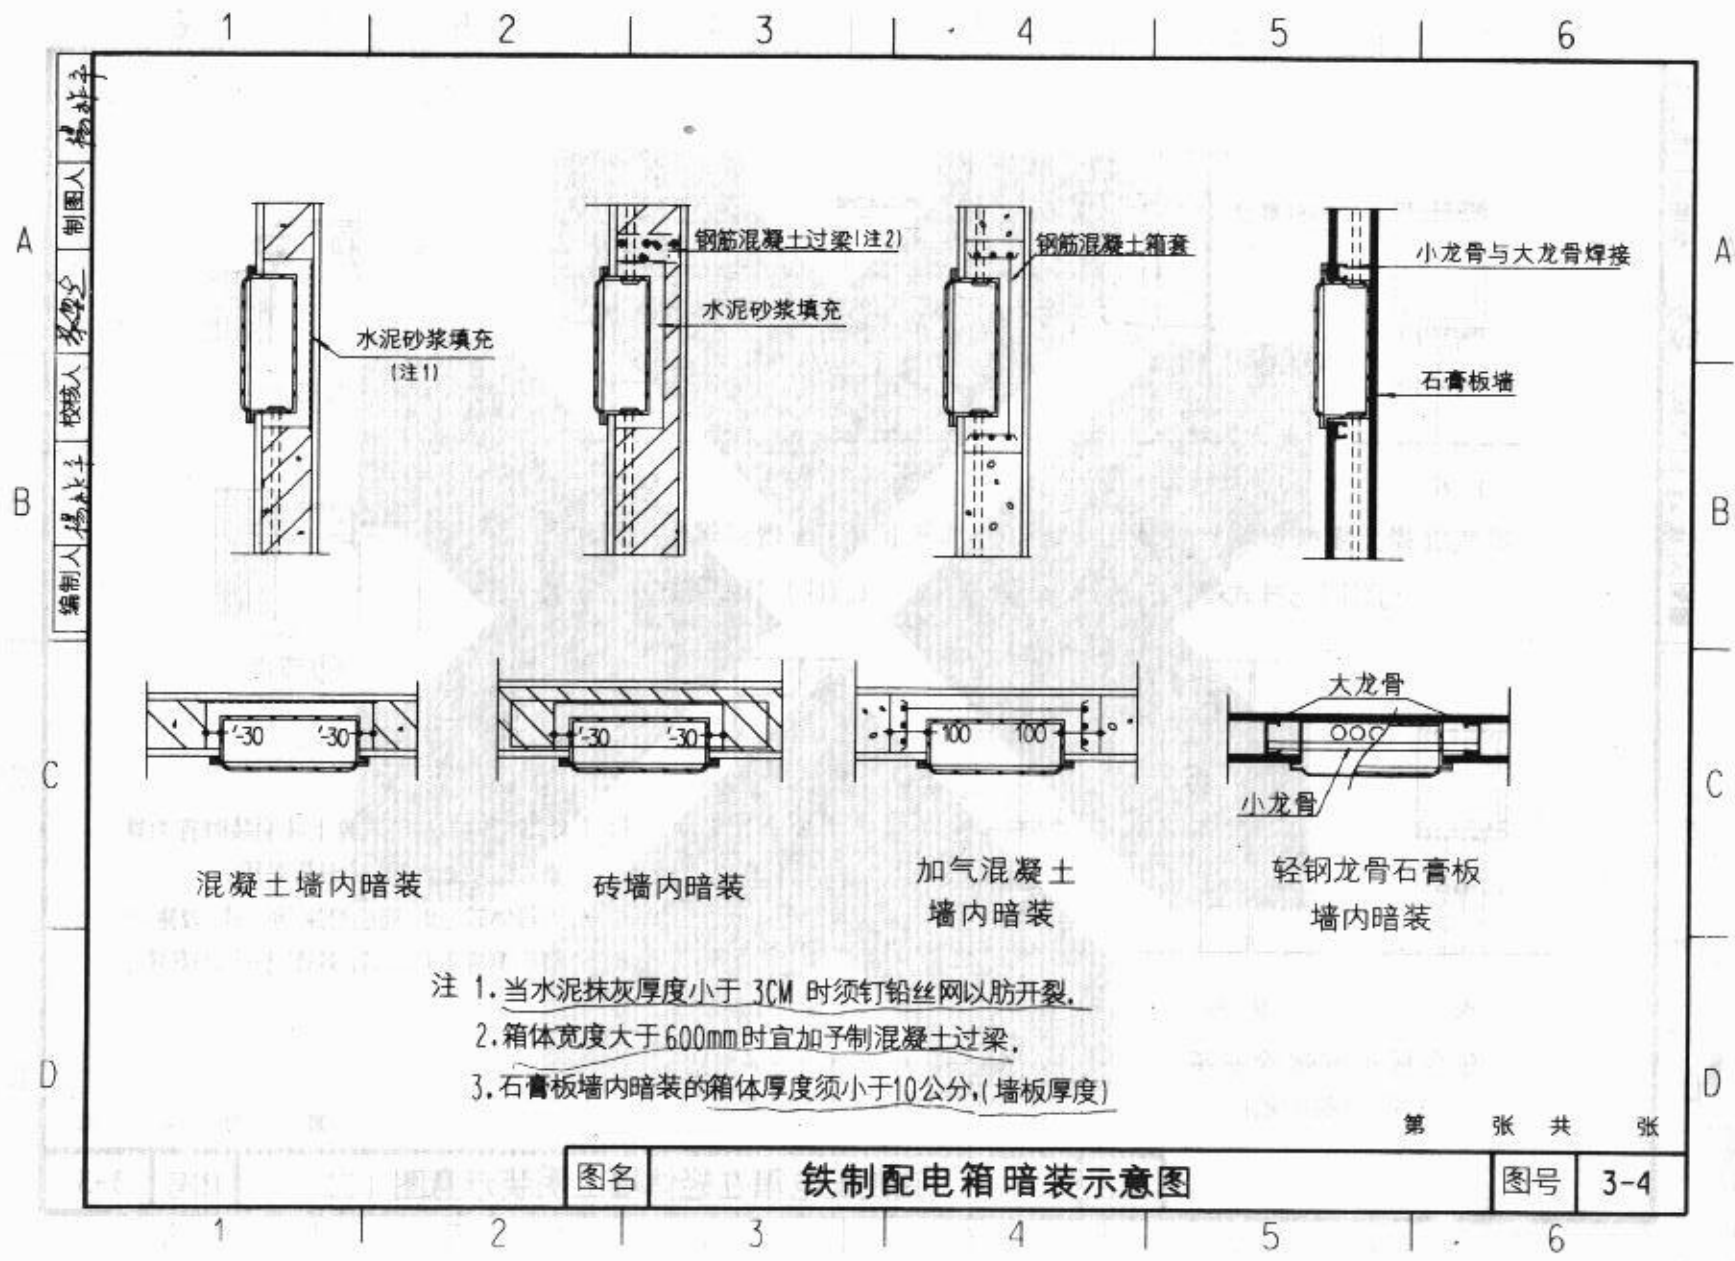 1 2 3 4 5 6
A A
B B
C C
D D
制图人
校核人
编制人
钢筋混凝土过梁(注2)
钢筋混凝土箱套
小龙骨与大龙骨焊接
水泥砂浆填充
水泥砂浆填充
(注1)
石膏板墙
大龙骨
-30 -30
-30 -30
100 100
小龙骨
混凝土墙内暗装
砖墙内暗装
加气混凝土
墙内暗装
轻钢龙骨石膏板
墙内暗装
注 1.当水泥抹灰厚度小于 3CM 时须钉铅丝网以肪开裂.
2.箱体宽度大于600mm时宜加予制混凝土过梁.
3.石膏板墙内暗装的箱体厚度须小于10公分,(墙板厚度)
第 张 共 张
图名 铁制配电箱暗装示意图 图号 3-4
1 2 3 4 5 6